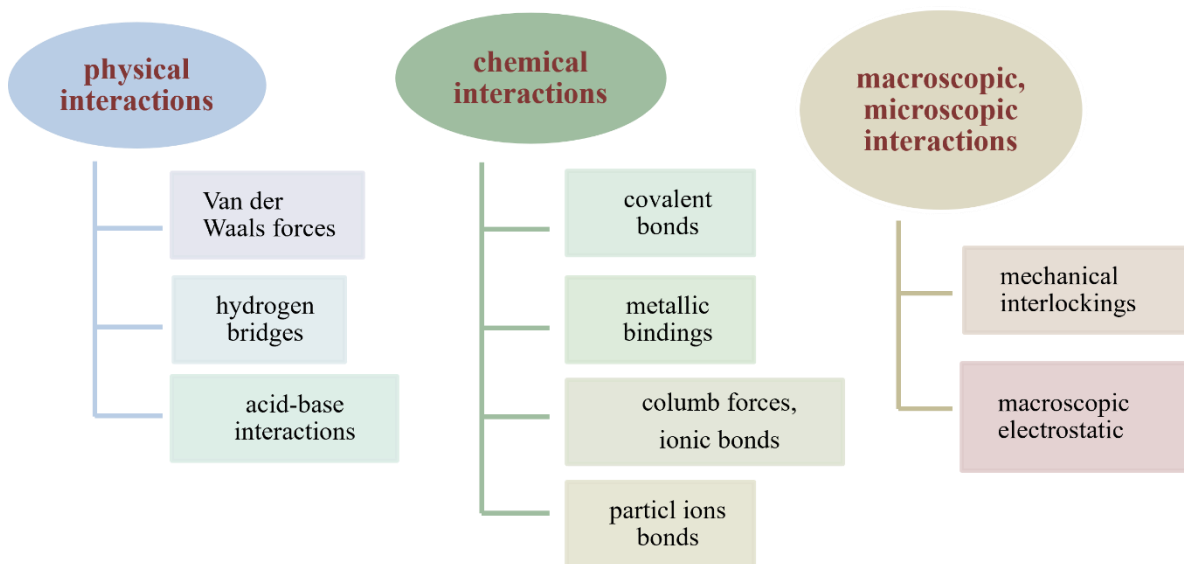 physical
interactions
Van der
Waals forces
hydrogen
bridges
acid-base
interactions
chemical
interactions
covalent
bonds
metallic
bindings
columb forces,
ionic bonds
particl ions
bonds
macroscopic,
microscopic
interactions
mechanical
interlockings
macroscopic
electrostatic